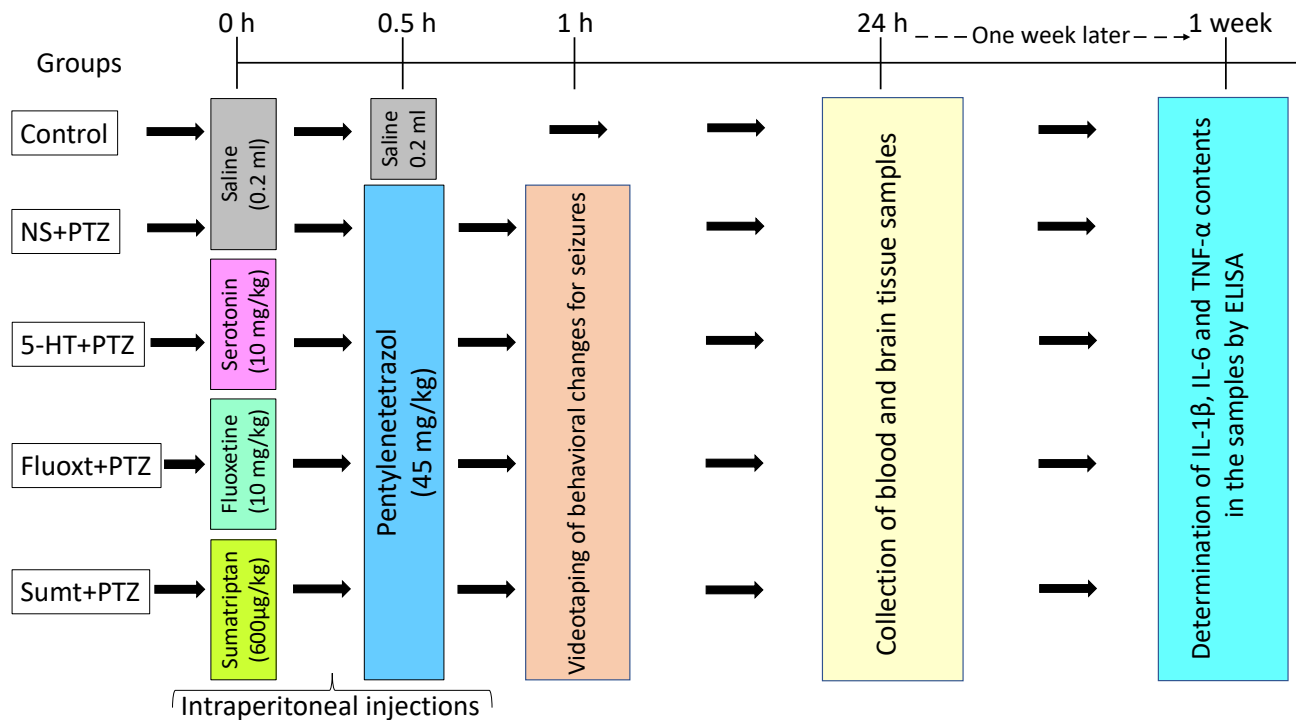 0 h
0.5 h
1 h
24 h
One week later
1 week
Groups
Control
NS+PTZ
5-HT+PTZ
Fluoxt+PTZ
Sumt+PTZ
Saline
(0.2 ml)
Serotonin
(10 mg/kg)
Fluoxetine
(10 mg/kg)
Sumatriptan
(600µg/kg)
Saline
0.2 ml
Pentylenetetrazol
(45 mg/kg)
Videotaping of behavioral changes for seizures
Collection of blood and brain tissue samples
Determination of IL-1β, IL-6 and TNF-α contents
in the samples by ELISA
Intraperitoneal injections